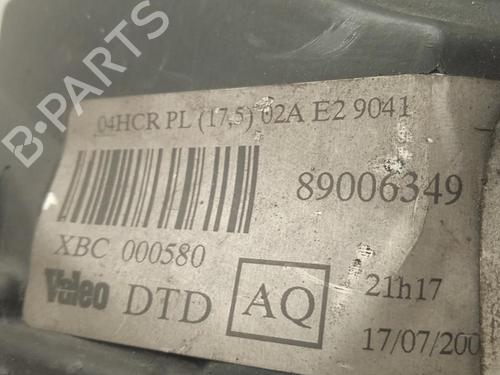 B-Parts
04HCR PL (17,5) 02A E2 9041
89006349
XBC 000580
Valeo DTD AQ
21h17
17/07/200